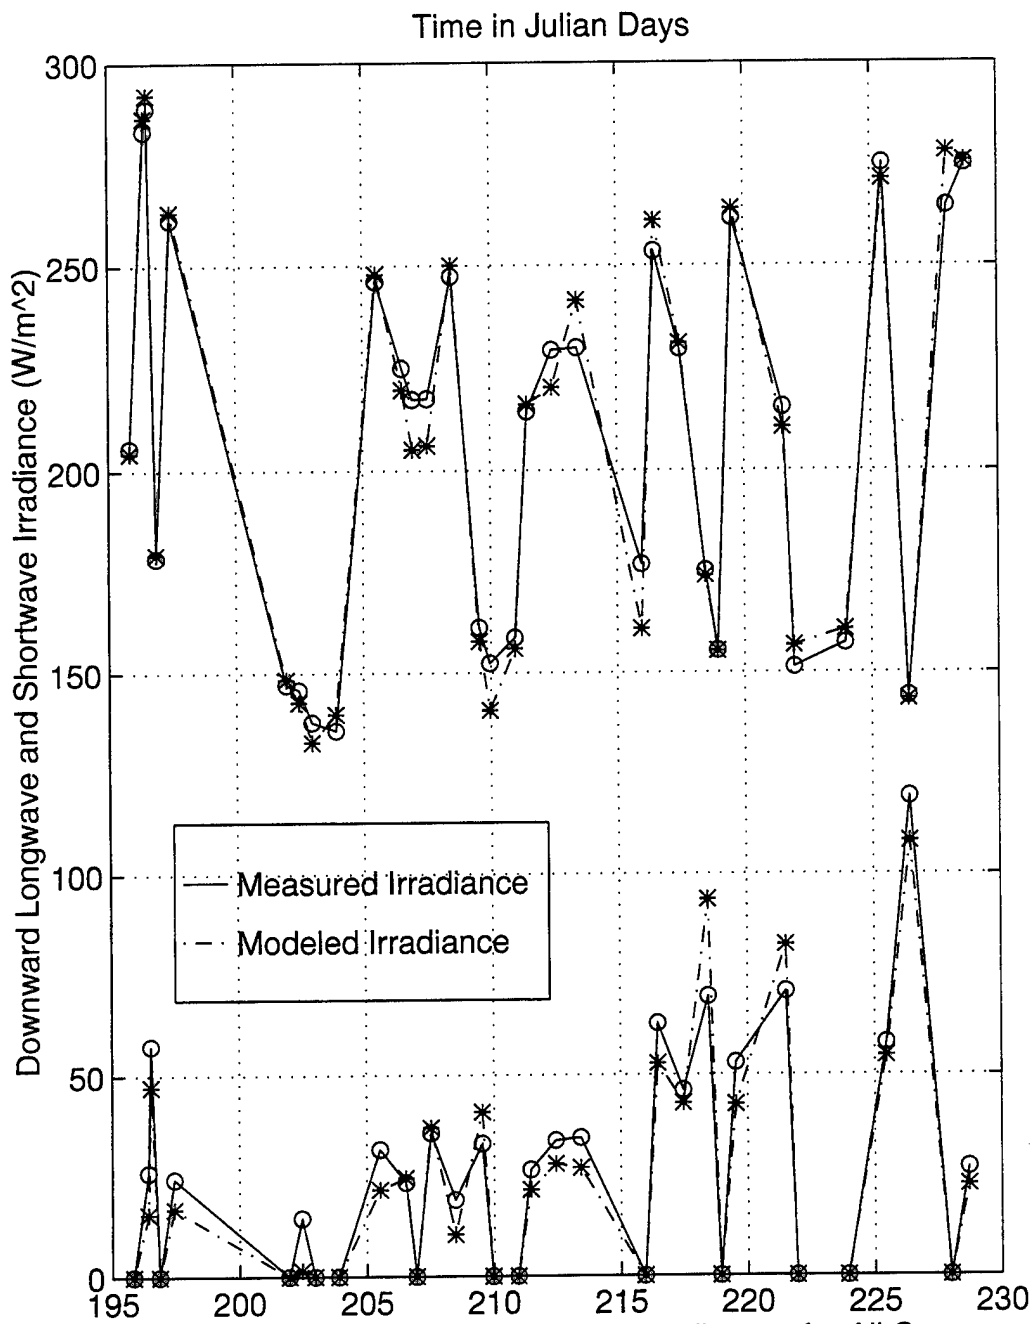 Time in Julian Days
300
250
200
150
100
50
0
Downward Longwave and Shortwave Irradiance (W/m^2)
Measured Irradiance
Modeled Irradiance
195 200 205 210 215 220 225 230